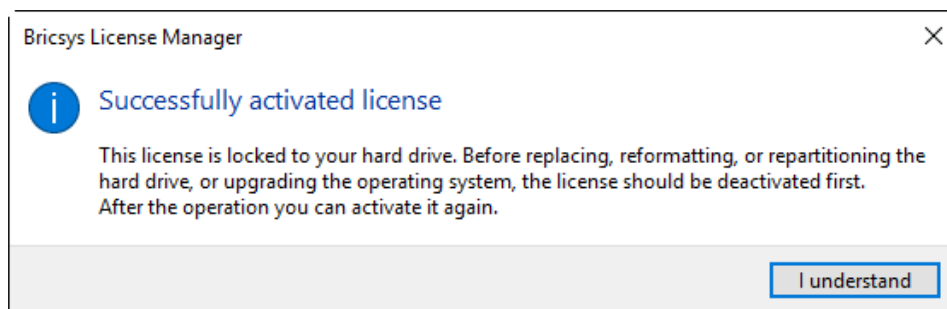 Bricsys License Manager
Successfully activated license
This license is locked to your hard drive. Before replacing, reformatting, or repartitioning the
hard drive, or upgrading the operating system, the license should be deactivated first.
After the operation you can activate it again.
I understand